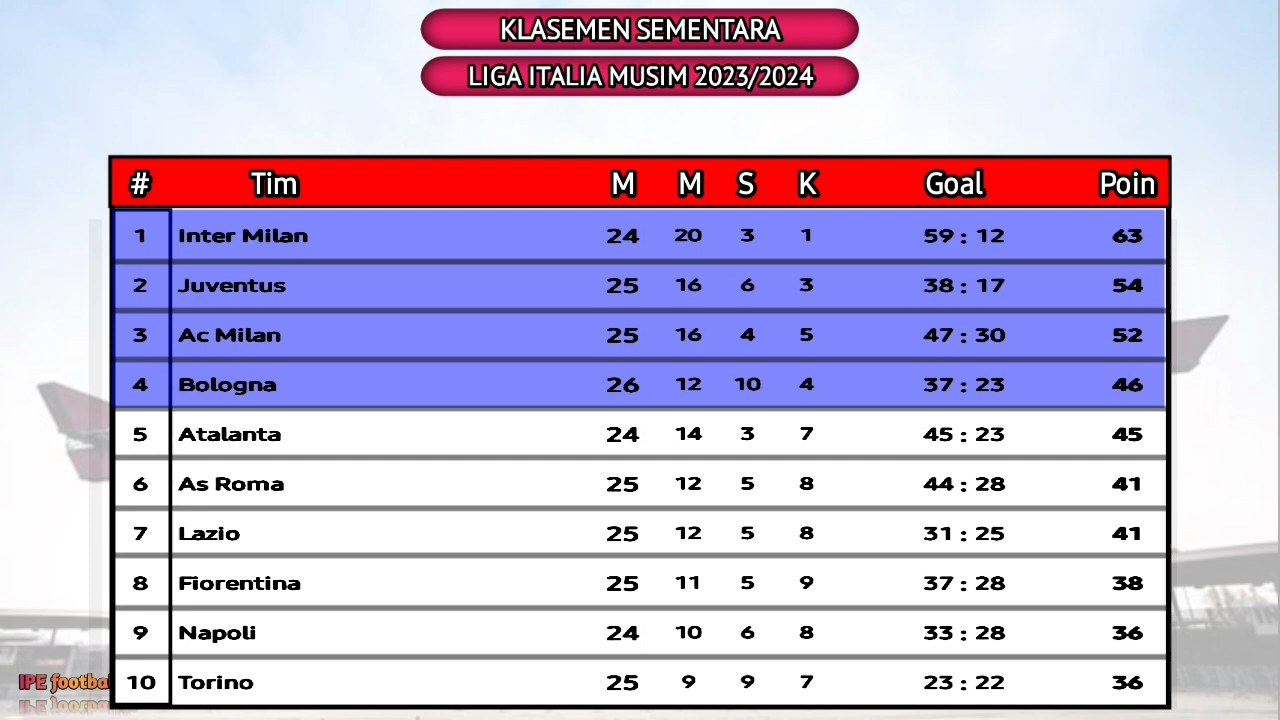 KLASEMEN SEMENTARA
LIGA ITALIA MUSIM 2023/2024
# Tim M M S K Goal Poin
1 Inter Milan 24 20 3 1 59 : 12 63
2 Juventus 25 16 6 3 38 : 17 54
3 Ac Milan 25 16 4 5 47 : 30 52
4 Bologna 26 12 10 4 37 : 23 46
5 Atalanta 24 14 3 7 45 : 23 45
6 As Roma 25 12 5 8 44 : 28 41
7 Lazio 25 12 5 8 31 : 25 41
8 Fiorentina 25 11 5 9 37 : 28 38
9 Napoli 24 10 6 8 33 : 28 36
10 Torino 25 9 9 7 23 : 22 36
IPE footba